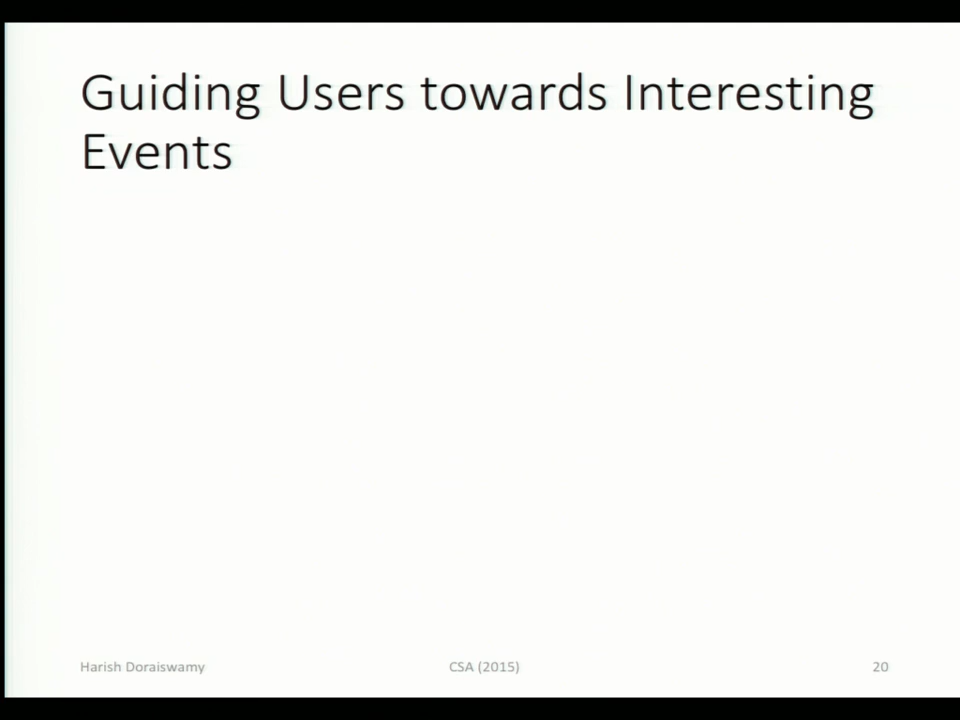 Guiding Users towards Interesting
Events
Harish Doraiswamy
CSA (2015)
20